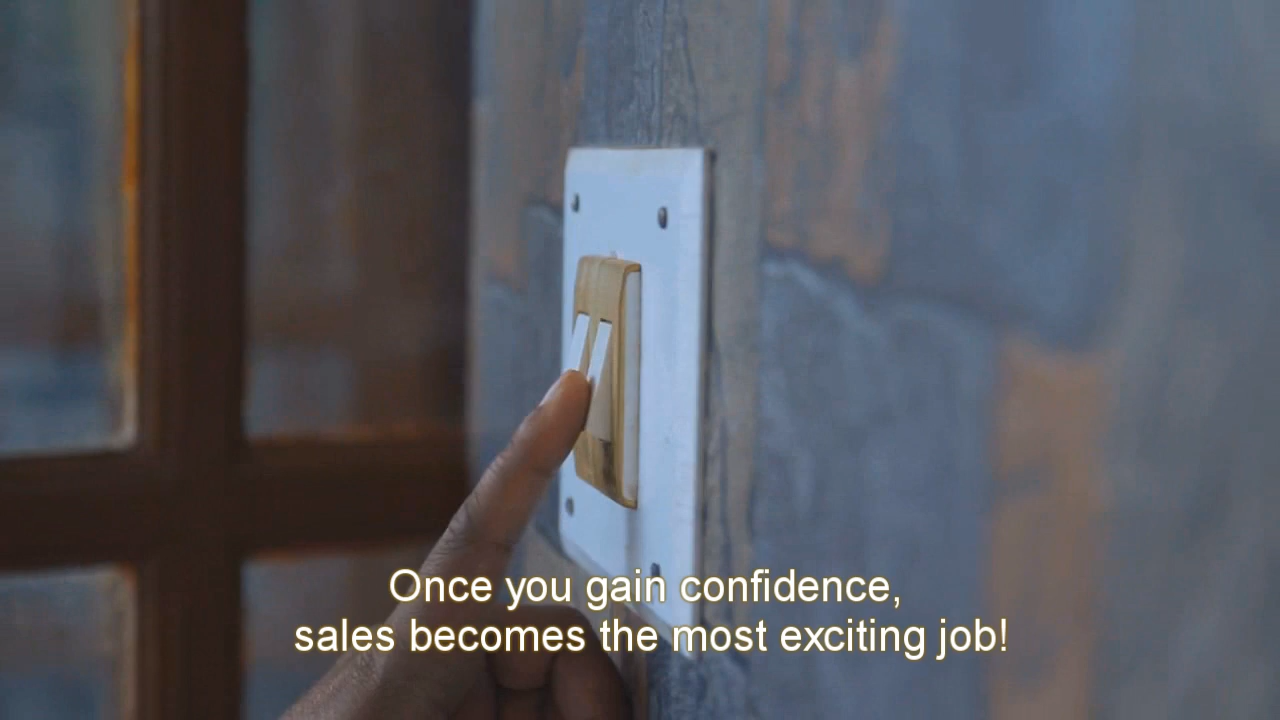 Once you gain confidence,
sales becomes the most exciting job!